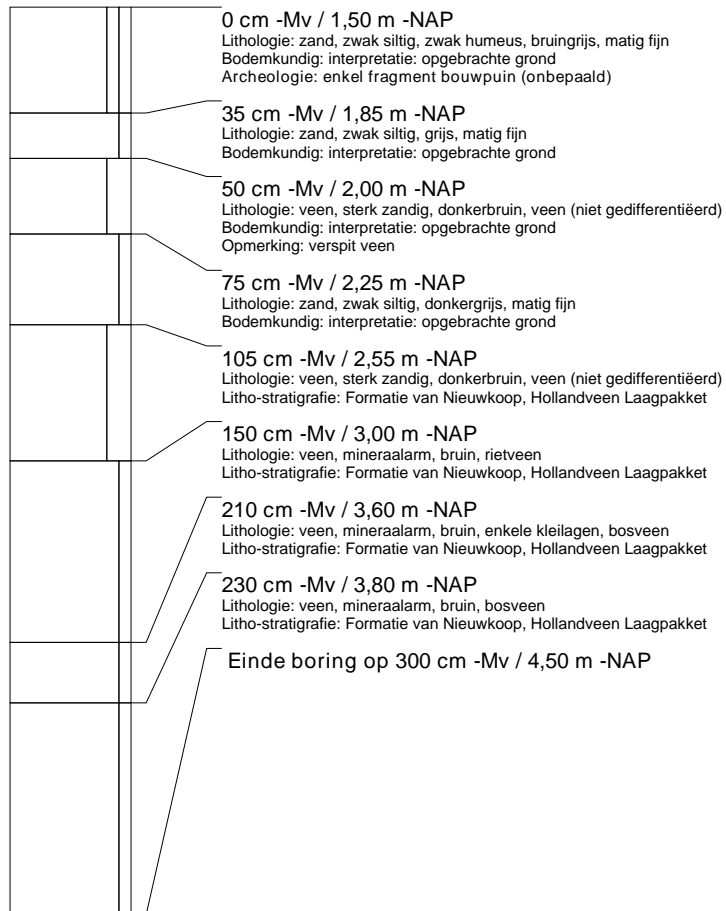 0 cm -Mv / 1,50 m -NAP
Lithologie: zand, zwak siltig, zwak humeus, bruingrijs, matig fijn
Bodemkundig: interpretatie: opgebrachte grond
Archeologie: enkel fragment bouwpuin (onbepaald)
35 cm -Mv / 1,85 m -NAP
Lithologie: zand, zwak siltig, grijs, matig fijn
Bodemkundig: interpretatie: opgebrachte grond
50 cm -Mv / 2,00 m -NAP
Lithologie: veen, sterk zandig, donkerbruin, veen (niet gedifferentiëerd)
Bodemkundig: interpretatie: opgebrachte grond
Opmerking: verspit veen
75 cm -Mv / 2,25 m -NAP
Lithologie: zand, zwak siltig, donkergrijs, matig fijn
Bodemkundig: interpretatie: opgebrachte grond
105 cm -Mv / 2,55 m -NAP
Lithologie: veen, sterk zandig, donkerbruin, veen (niet gedifferentiëerd)
Litho-stratigrafie: Formatie van Nieuwkoop, Hollandveen Laagpakket
150 cm -Mv / 3,00 m -NAP
Lithologie: veen, mineraalarm, bruin, rietveen
Litho-stratigrafie: Formatie van Nieuwkoop, Hollandveen Laagpakket
210 cm -Mv / 3,60 m -NAP
Lithologie: veen, mineraalarm, bruin, enkele kleilagen, bosveen
Litho-stratigrafie: Formatie van Nieuwkoop, Hollandveen Laagpakket
230 cm -Mv / 3,80 m -NAP
Lithologie: veen, mineraalarm, bruin, bosveen
Litho-stratigrafie: Formatie van Nieuwkoop, Hollandveen Laagpakket
Einde boring op 300 cm -Mv / 4,50 m -NAP